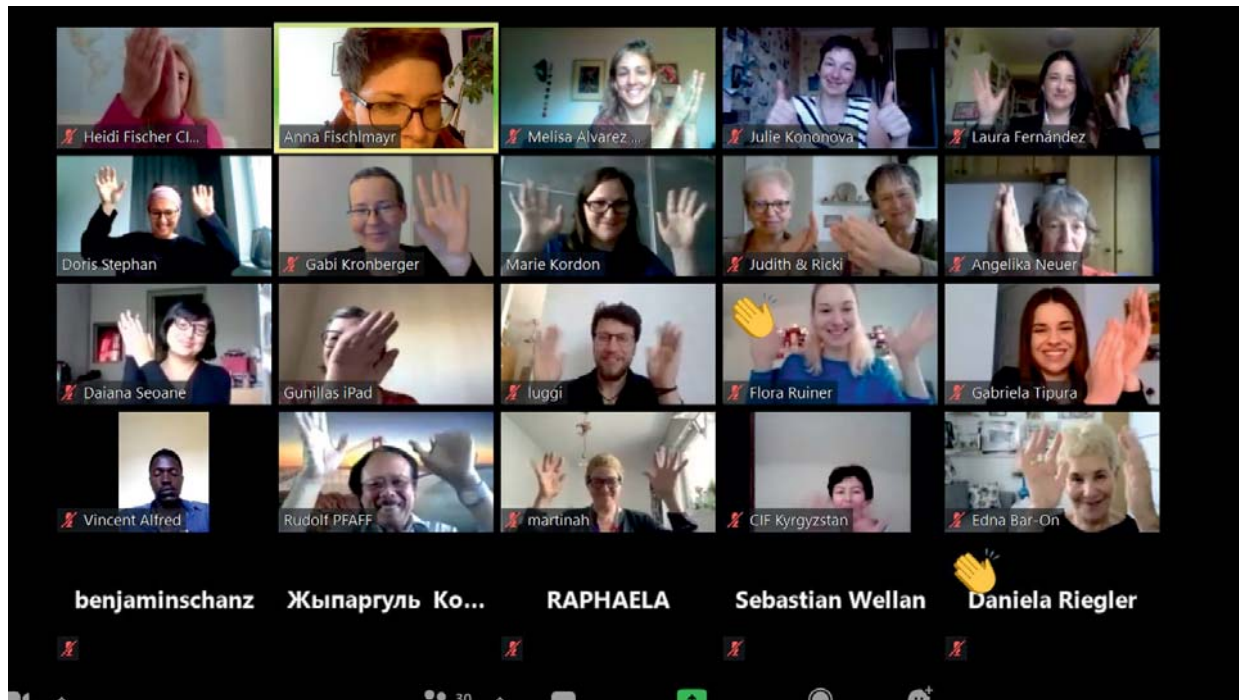 Heidi Fischer CI...
Anna Fischlmayr
Melisa Alvarez ...
Julie Kononova
Laura Fernández
Doris Stephan
Gabi Kronberger
Marie Kordon
Judith & Ricki
Angelika Neuer
Daiana Seoane
Gunillas iPad
luggi
Flora Ruiner
Gabriela Tipura
Vincent Alfred
Rudolf PFAFF
martinah
CIF Kyrgyzstan
Edna Bar-On
benjaminschanz
Жыпаргуль Ко...
RAPHAELA
Sebastian Wellan
Daniela Riegler
30